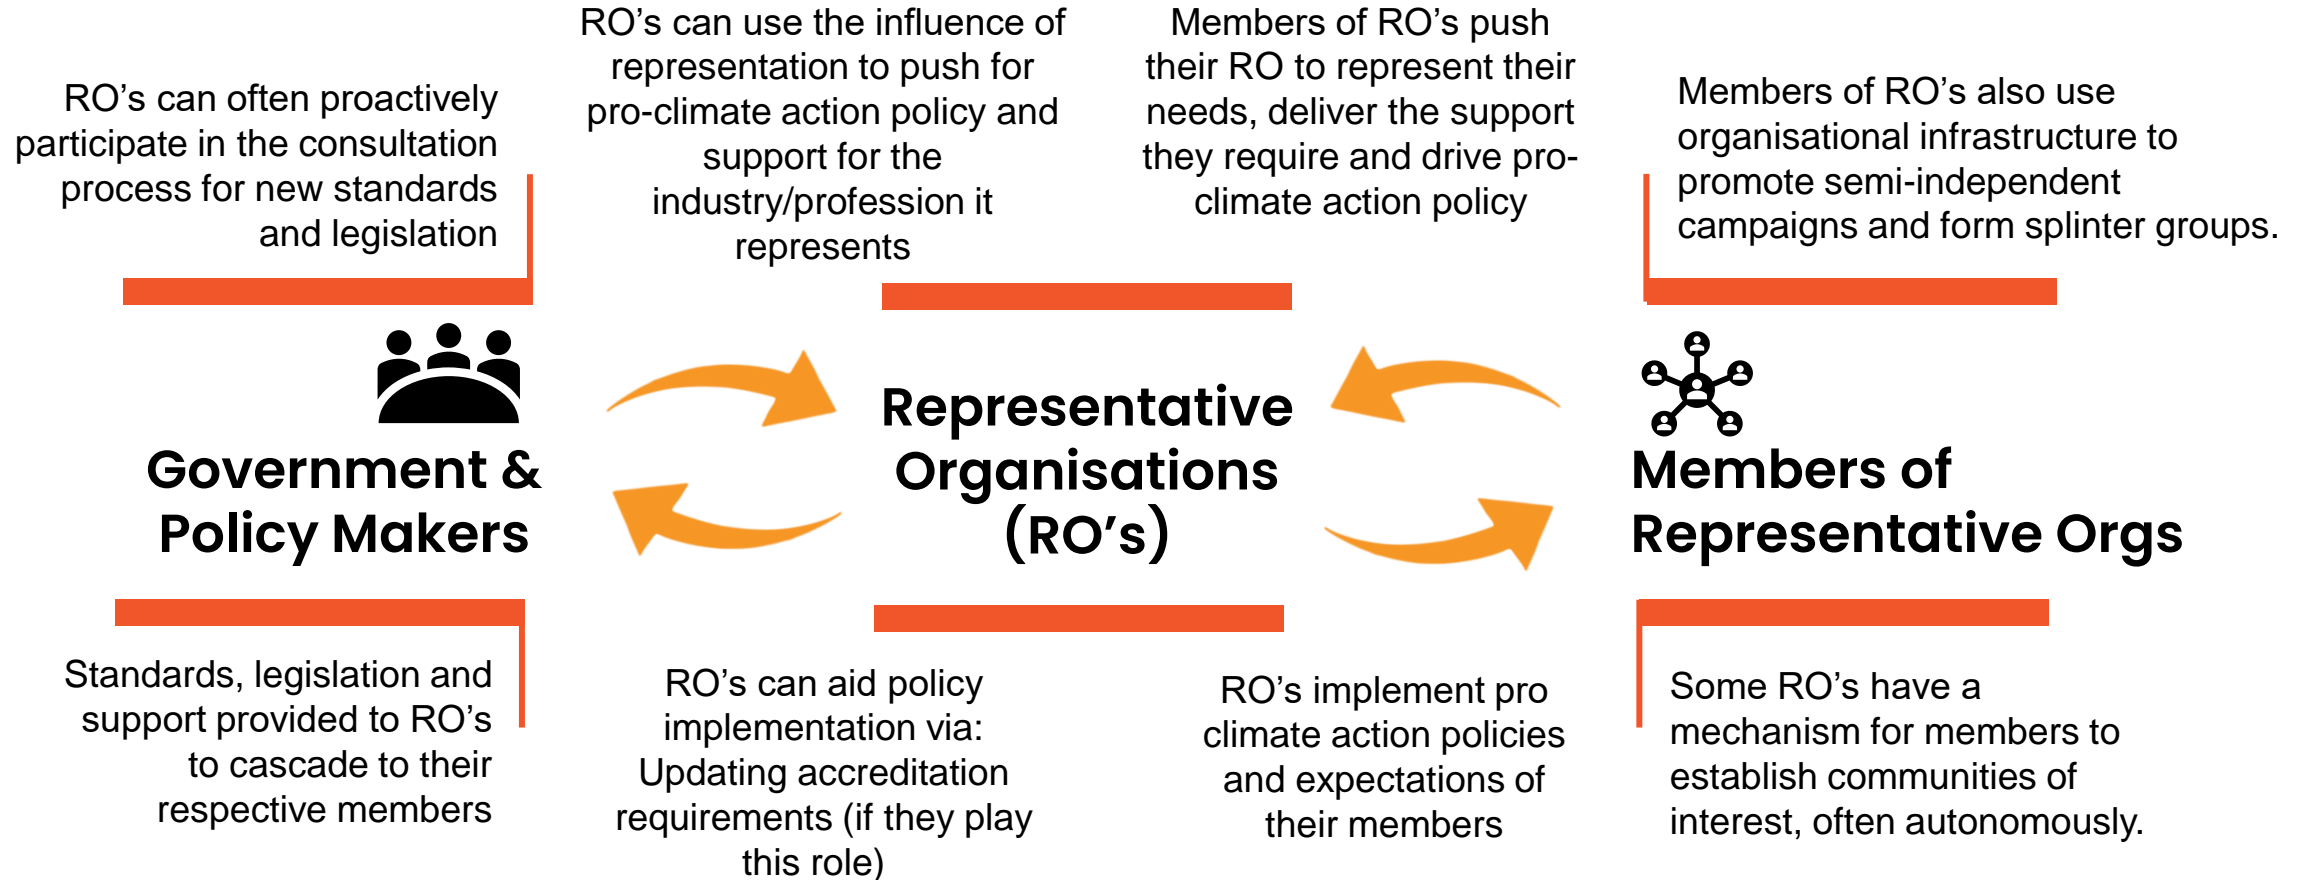 RO’s can often proactively
participate in the consultation
process for new standards
and legislation
RO’s can use the influence of
representation to push for
pro-climate action policy and
support for the
industry/profession it
represents
Members of RO’s push
their RO to represent their
needs, deliver the support
they require and drive pro-
climate action policy
Members of RO’s also use
organisational infrastructure to
promote semi-independent
campaigns and form splinter groups.
Government &
Policy Makers
Representative
Organisations
(RO’s)
Members of
Representative Orgs
Standards, legislation and
support provided to RO’s
to cascade to their
respective members
RO’s can aid policy
implementation via:
Updating accreditation
requirements (if they play
this role)
RO’s implement pro
climate action policies
and expectations of
their members
Some RO’s have a
mechanism for members to
establish communities of
interest, often autonomously.